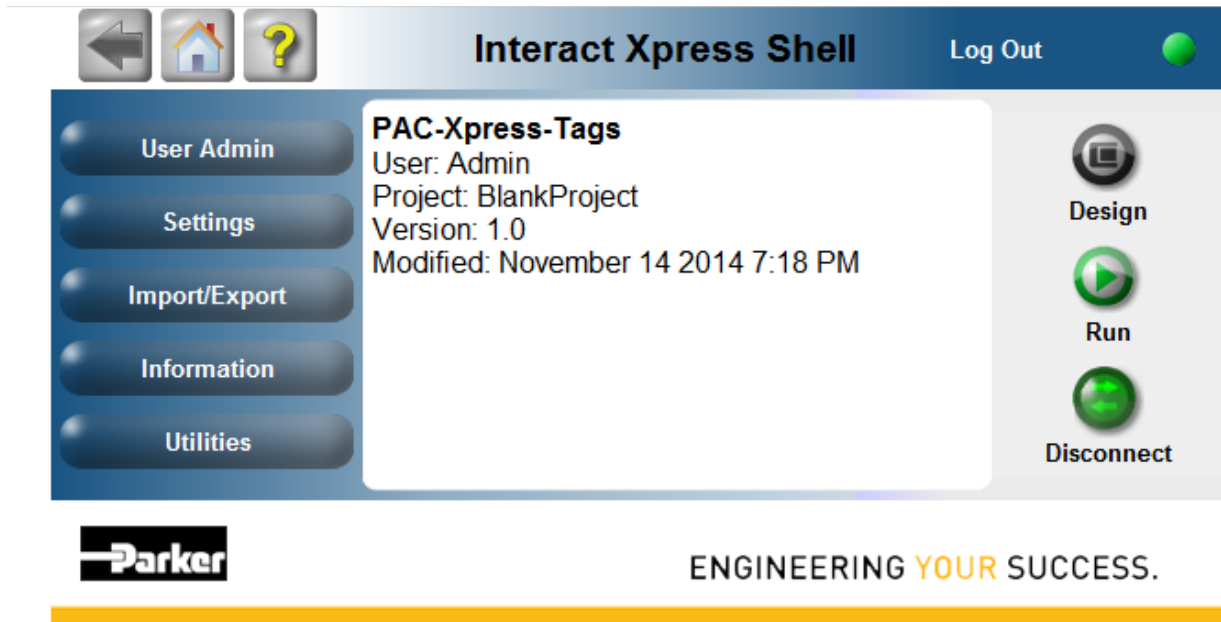 Interact Xpress Shell
Log Out
User Admin
Settings
Import/Export
Information
Utilities
PAC-Xpress-Tags
User: Admin
Project: BlankProject
Version: 1.0
Modified: November 14 2014 7:18 PM
Design
Run
Disconnect
Parker
ENGINEERING YOUR SUCCESS.